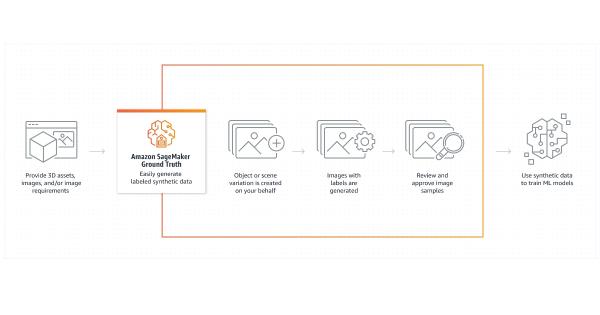 Provide 3D assets,
images, and/or image
requirements
Amazon SageMaker
Ground Truth
Easily generate
labeled synthetic data
Object or scene
variation is created
on your behalf
Images with
labels are
generated
Review and
approve image
samples
Use synthetic data
to train ML models